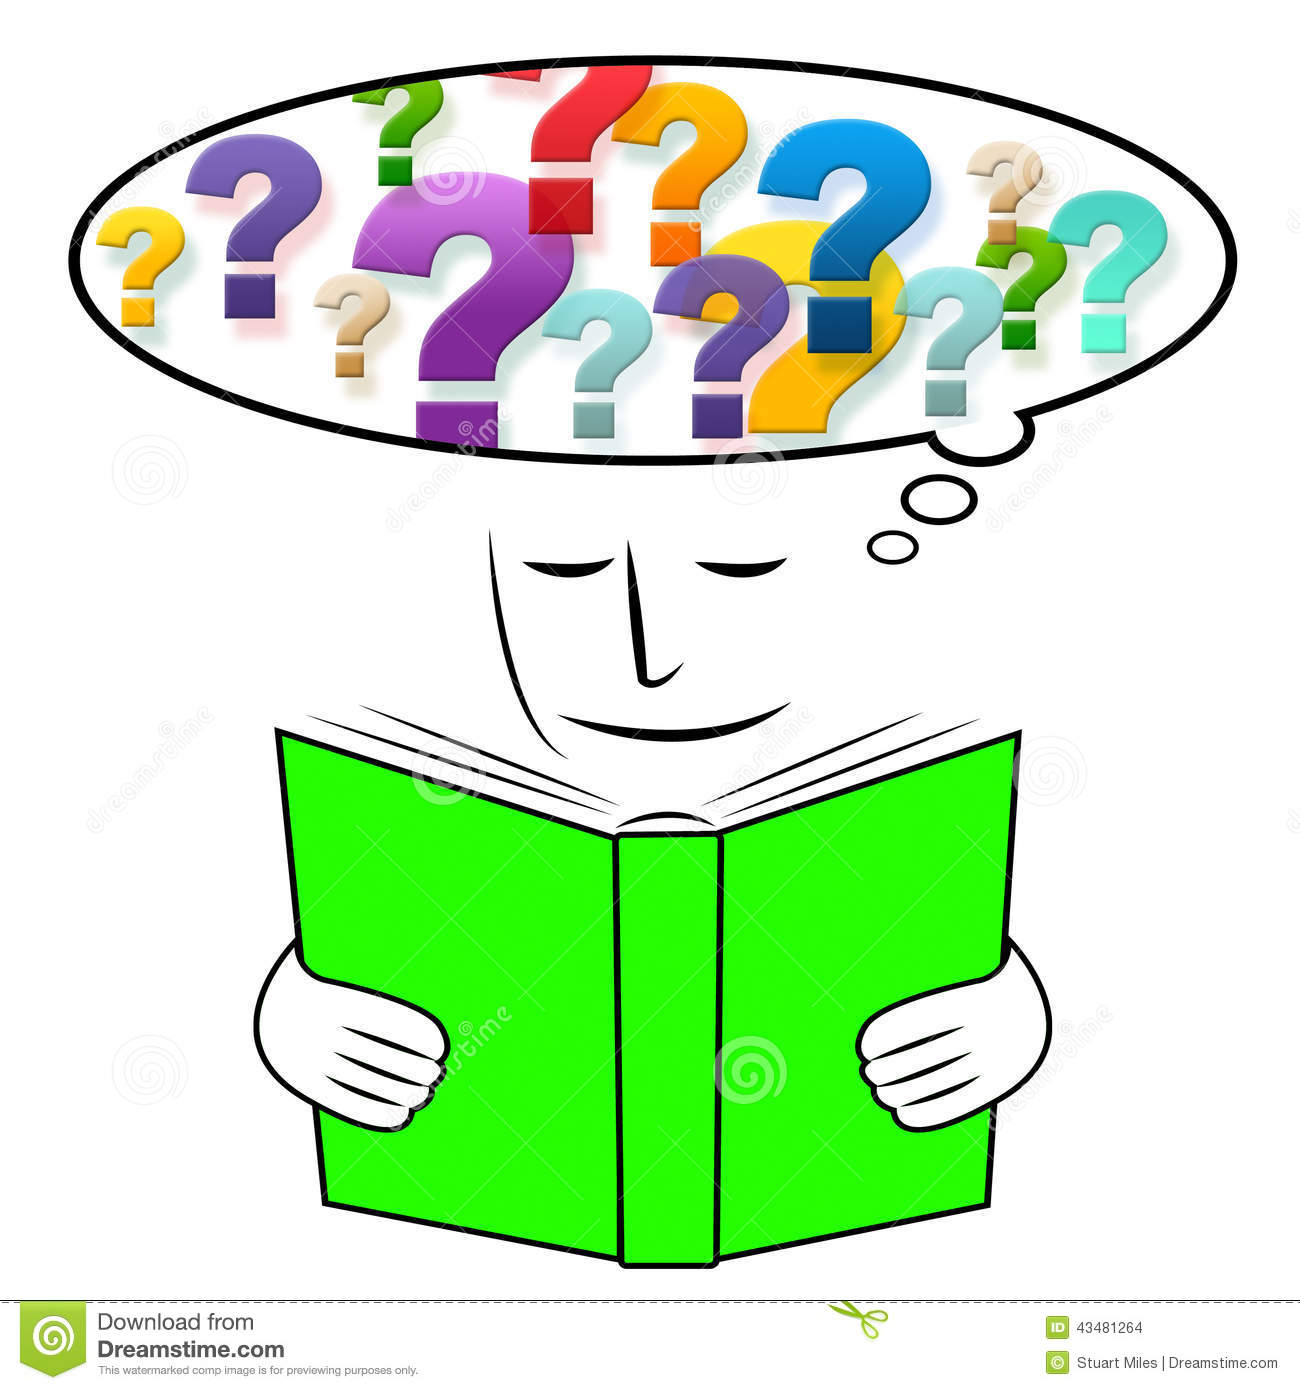 ? ? ? ? ? ? ? ? ? ? ? ? ? ? ?
dreamstime
Download from
Dreamstime.com
This watermarked comp image is for previewing purposes only.
ID 43481264
© Stuart Miles | Dreamstime.com